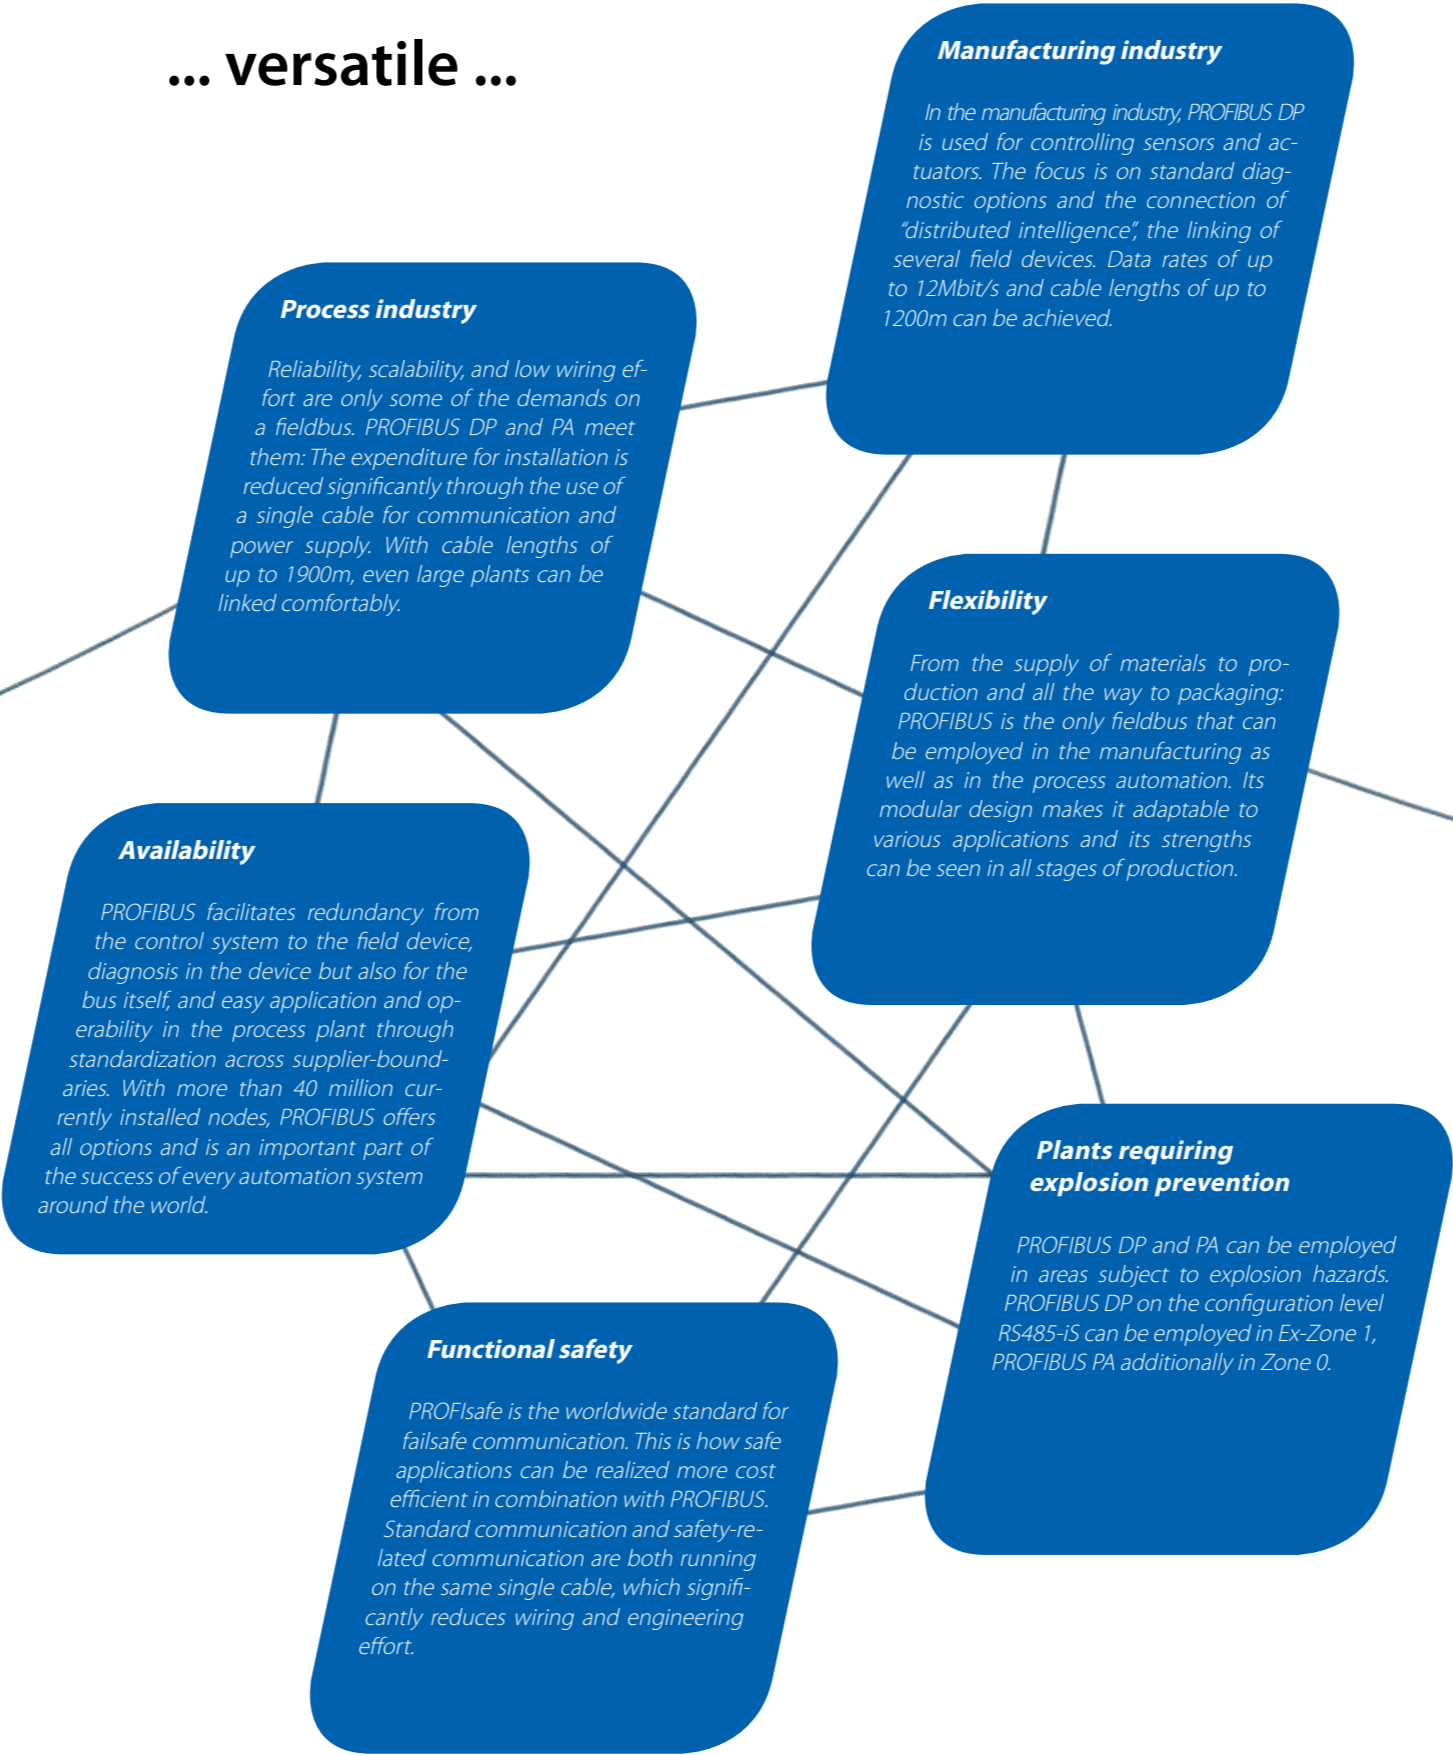 ... versatile ...
Manufacturing industry
In the manufacturing industry, PROFIBUS DP
is used for controlling sensors and ac-
tuators. The focus is on standard diag-
nostic options and the connection of
“distributed intelligence”, the linking of
several field devices. Data rates of up
to 12Mbit/s and cable lengths of up to
1200m can be achieved.
Process industry
Reliability, scalability, and low wiring ef-
fort are only some of the demands on
a fieldbus. PROFIBUS DP and PA meet
them: The expenditure for installation is
reduced significantly through the use of
a single cable for communication and
power supply. With cable lengths of
up to 1900m, even large plants can be
linked comfortably.
Flexibility
From the supply of materials to pro-
duction and all the way to packaging:
PROFIBUS is the only fieldbus that can
be employed in the manufacturing as
well as in the process automation. Its
modular design makes it adaptable to
various applications and its strengths
can be seen in all stages of production.
Availability
PROFIBUS facilitates redundancy from
the control system to the field device,
diagnosis in the device but also for the
bus itself, and easy application and op-
erability in the process plant through
standardization across supplier-bound-
aries. With more than 40 million cur-
rently installed nodes, PROFIBUS offers
all options and is an important part of
the success of every automation system
around the world.
Plants requiring
explosion prevention
PROFIBUS DP and PA can be employed
in areas subject to explosion hazards.
PROFIBUS DP on the configuration level
RS485-iS can be employed in Ex-Zone 1,
PROFIBUS PA additionally in Zone 0.
Functional safety
PROFIsafe is the worldwide standard for
failsafe communication. This is how safe
applications can be realized more cost
efficient in combination with PROFIBUS.
Standard communication and safety-re-
lated communication are both running
on the same single cable, which signifi-
cantly reduces wiring and engineering
effort.